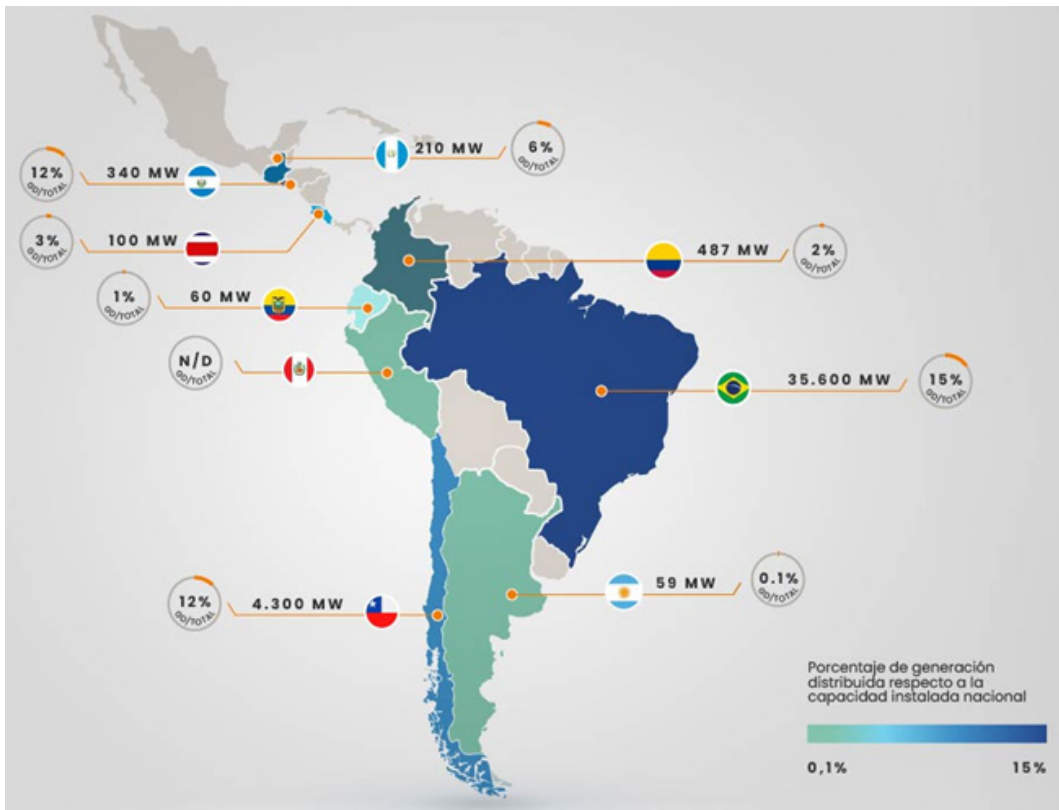 210 MW
6%
GD/TOTAL
12%
GD/TOTAL
340 MW
3%
GD/TOTAL
100 MW
487 MW
2%
GD/TOTAL
1%
GD/TOTAL
60 MW
N/D
GD/TOTAL
35.600 MW
15%
GD/TOTAL
59 MW
0.1%
GD/TOTAL
12%
GD/TOTAL
4.300 MW
Porcentaje de generación
distribuida respecto a la
capacidad instalada nacional
0,1%
15%